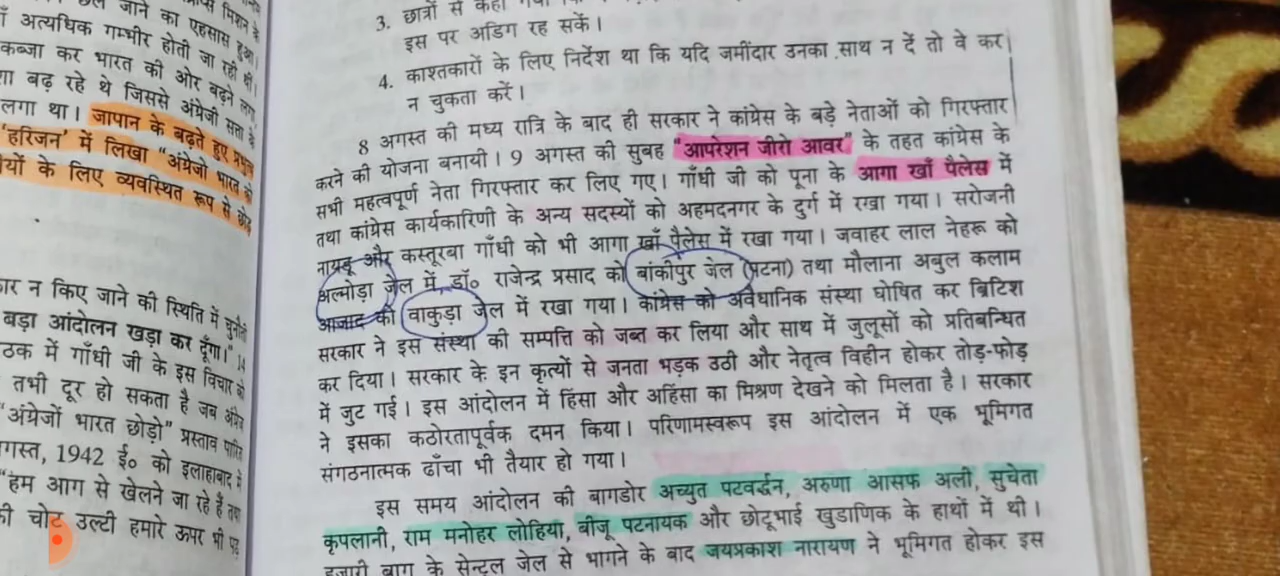 जाने का एहसास हुआ।
अत्यधिक गम्भीर होती जा रही थी।
कब्जा कर भारत की ओर बढ़ने लगा
बढ़ रहे थे जिससे अंग्रेजी सत्ता के
लगा था। जापान के बढ़ते हुए प्रभाव
'हरिजन' में लिखा "अंग्रेजो भारत को
के लिए व्यवस्थित रूप से छोड़
न किए जाने की स्थिति में चुनौती
बड़ा आंदोलन खड़ा कर दूँगा।" 14
में गाँधी जी के इस विचार को
तभी दूर हो सकता है जब अंग्रेज
"अंग्रेजों भारत छोड़ो" प्रस्ताव पारित
1942 ई० को इलाहाबाद में
"हम आग से खेलने जा रहे हैं तथा
चोट उल्टी हमारे ऊपर भी पड़
3. छात्रों से कहा गया
इस पर अडिग रह सकें।
4. काश्तकारों के लिए निर्देश था कि यदि जमींदार उनका साथ न दें तो वे कर
न चुकता करें।
8 अगस्त की मध्य रात्रि के बाद ही सरकार ने कांग्रेस के बड़े नेताओं को गिरफ्तार
करने की योजना बनायी। 9 अगस्त की सुबह "आपरेशन जीरो आवर" के तहत कांग्रेस के
सभी महत्वपूर्ण नेता गिरफ्तार कर लिए गए। गाँधी जी को पूना के आगा खाँ पैलेस में
तथा कांग्रेस कार्यकारिणी के अन्य सदस्यों को अहमदनगर के दुर्ग में रखा गया। सरोजनी
नायडू और कस्तूरबा गाँधी को भी आगा खाँ पैलेस में रखा गया। जवाहर लाल नेहरू को
अल्मोड़ा जेल में, डॉ० राजेन्द्र प्रसाद को बांकीपुर जेल (पटना) तथा मौलाना अबुल कलाम
आजाद को वाकुड़ा जेल में रखा गया। कांग्रेस को अवैधानिक संस्था घोषित कर ब्रिटिश
सरकार ने इस संस्था की सम्पत्ति को जब्त कर लिया और साथ में जुलूसों को प्रतिबन्धित
कर दिया। सरकार के इन कृत्यों से जनता भड़क उठी और नेतृत्व विहीन होकर तोड़-फोड़
में जुट गई। इस आंदोलन में हिंसा और अहिंसा का मिश्रण देखने को मिलता है। सरकार
ने इसका कठोरतापूर्वक दमन किया। परिणामस्वरूप इस आंदोलन में एक भूमिगत
संगठनात्मक ढाँचा भी तैयार हो गया।
इस समय आंदोलन की बागडोर अच्युत पटवर्द्धन, अरुणा आसफ अली, सुचेता
कृपलानी, राम मनोहर लोहिया, बीजू पटनायक और छोटूभाई खुडाणिक के हाथों में थी।
हजारी बाग के सेन्ट्रल जेल से भागने के बाद जयप्रकाश नारायण ने भूमिगत होकर इस